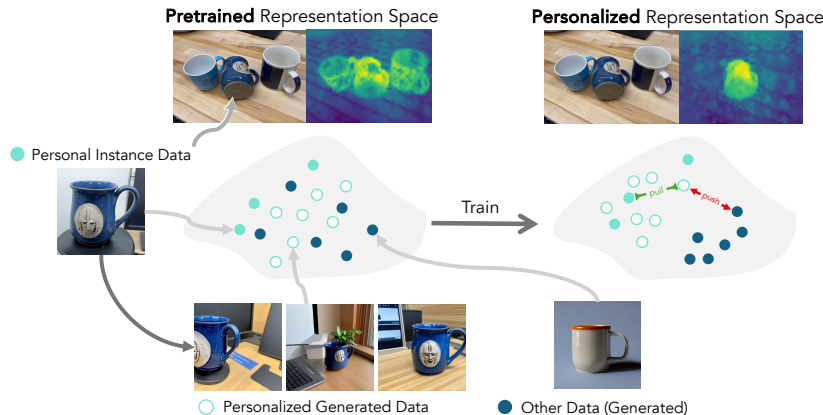 Pretrained Representation Space
Personalized Representation Space
Personal Instance Data
Train
pull
push
Personalized Generated Data
Other Data (Generated)